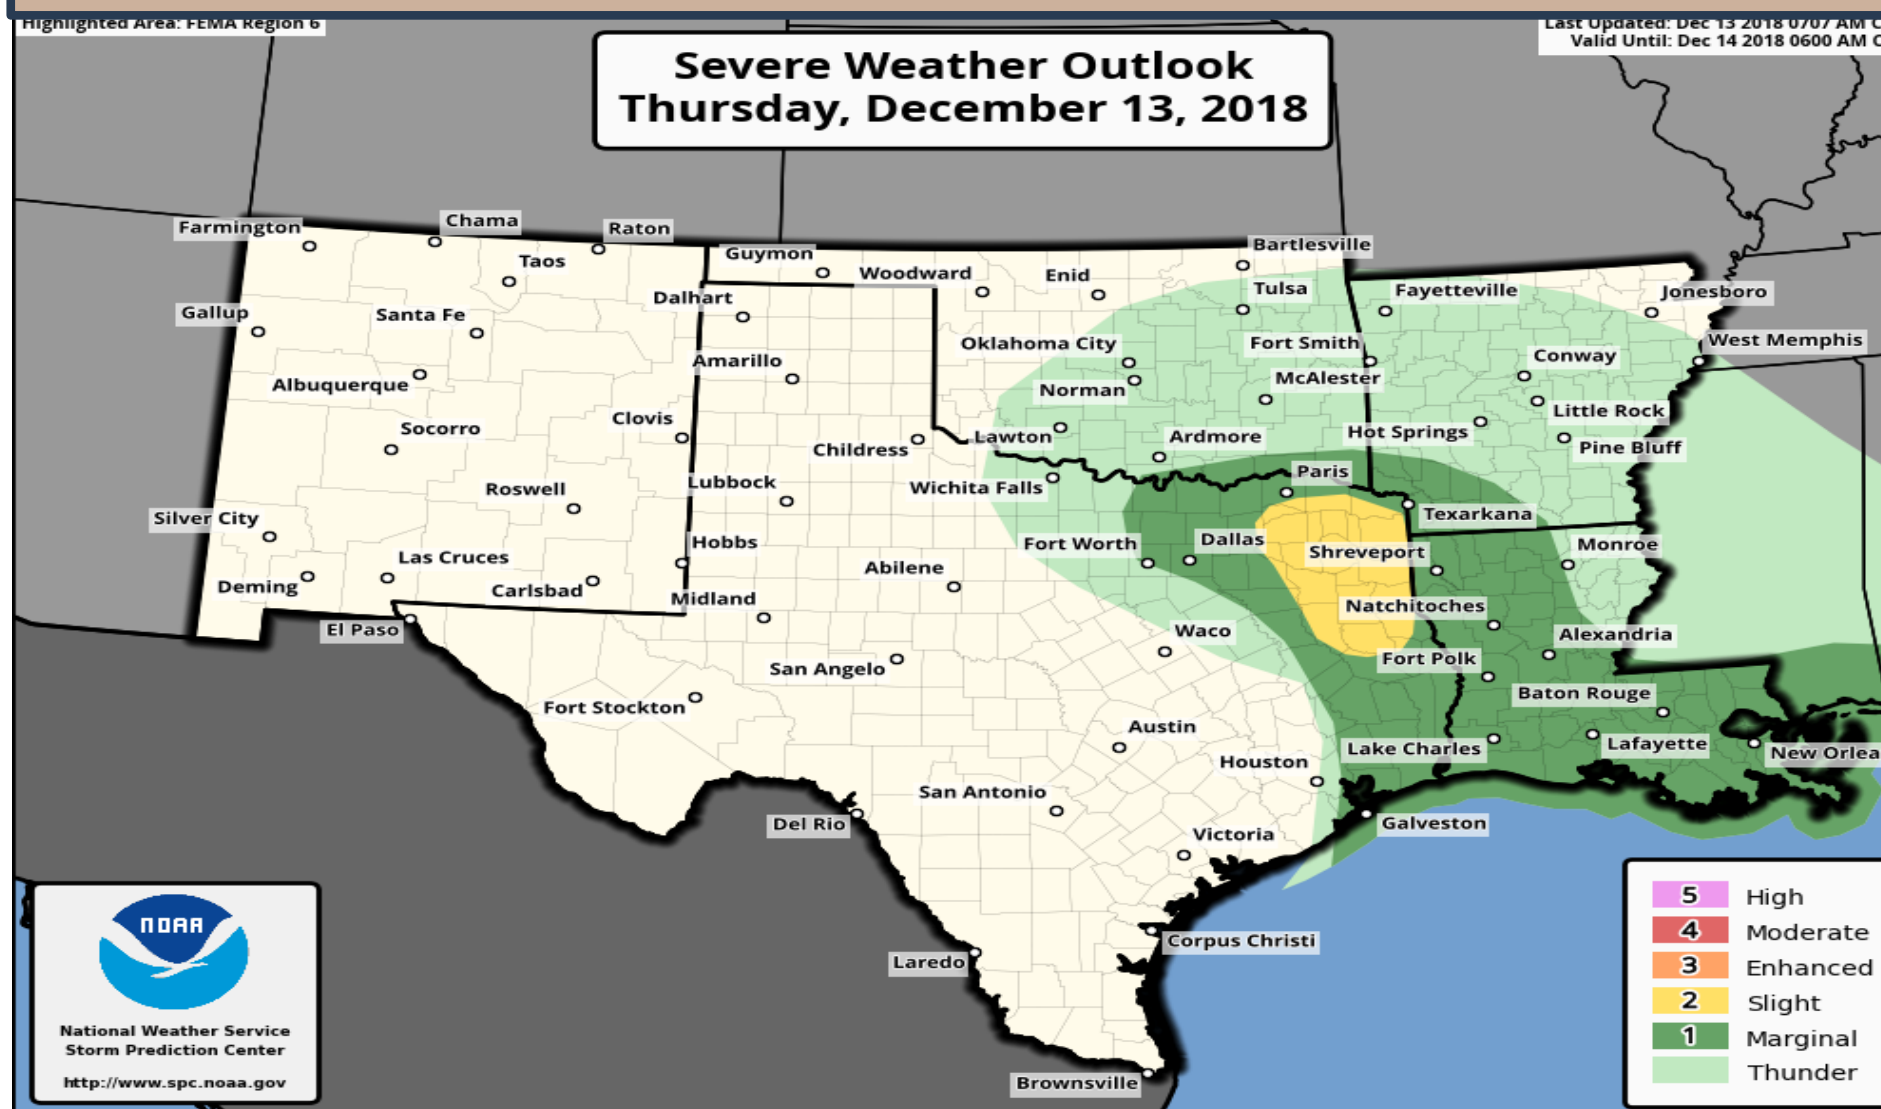 Highlighted Area: FEMA Region 6
Last Updated: Dec 13 2018 0707 AM
Valid Until: Dec 14 2018 0600 AM
Severe Weather Outlook
Thursday, December 13, 2018
Farmington
Chama
Raton
Taos
Guymon
Woodward
Enid
Bartlesville
Gallup
Santa Fe
Dalhart
Tulsa
Fayetteville
Jonesboro
Oklahoma City
Fort Smith
Conway
West Memphis
Albuquerque
Amarillo
Norman
McAlester
Little Rock
Socorro
Clovis
Childress
Lawton
Ardmore
Hot Springs
Pine Bluff
Roswell
Lubbock
Wichita Falls
Paris
Silver City
Texarkana
Las Cruces
Hobbs
Fort Worth
Dallas
Shreveport
Monroe
Deming
Carlsbad
Midland
Abilene
Natchitoches
El Paso
San Angelo
Waco
Alexandria
Fort Polk
Fort Stockton
Austin
Baton Rouge
Houston
Lake Charles
Lafayette
New Orlea
San Antonio
Del Rio
Victoria
Galveston
Corpus Christi
Laredo
Brownsville
NOAA
National Weather Service
Storm Prediction Center
http://www.spc.noaa.gov
5 High
4 Moderate
3 Enhanced
2 Slight
1 Marginal
Thunder